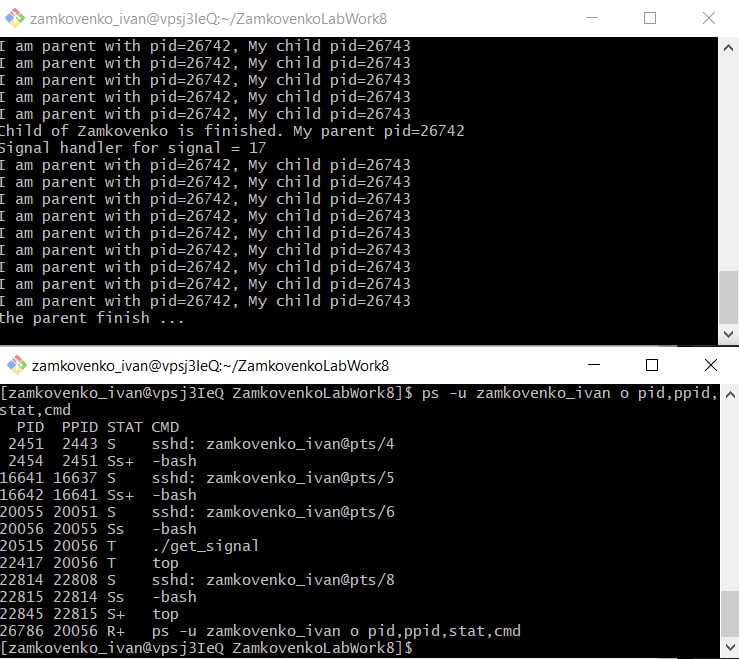 zamkovenko_ivan@vpsj3IeQ:~/ZamkovenkoLabWork8
I am parent with pid=26742, My child pid=26743
I am parent with pid=26742, My child pid=26743
I am parent with pid=26742, My child pid=26743
I am parent with pid=26742, My child pid=26743
I am parent with pid=26742, My child pid=26743
Child of Zamkovenko is finished. My parent pid=26742
Signal handler for signal = 17
I am parent with pid=26742, My child pid=26743
I am parent with pid=26742, My child pid=26743
I am parent with pid=26742, My child pid=26743
I am parent with pid=26742, My child pid=26743
I am parent with pid=26742, My child pid=26743
I am parent with pid=26742, My child pid=26743
I am parent with pid=26742, My child pid=26743
I am parent with pid=26742, My child pid=26743
I am parent with pid=26742, My child pid=26743
the parent finish ...
zamkovenko_ivan@vpsj3IeQ:~/ZamkovenkoLabWork8
[zamkovenko_ivan@vpsj3IeQ ZamkovenkoLabWork8]$ ps -u zamkovenko_ivan o pid,ppid,
stat,cmd
  PID  PPID STAT CMD
 2451  2443 S    sshd: zamkovenko_ivan@pts/4
 2454  2451 Ss+  -bash
16641 16637 S    sshd: zamkovenko_ivan@pts/5
16642 16641 Ss+  -bash
20055 20051 S    sshd: zamkovenko_ivan@pts/6
20056 20055 Ss   -bash
20515 20056 T    ./get_signal
22417 20056 T    top
22814 22808 S    sshd: zamkovenko_ivan@pts/8
22815 22814 Ss   -bash
22845 22815 S+   top
26786 20056 R+   ps -u zamkovenko_ivan o pid,ppid,stat,cmd
[zamkovenko_ivan@vpsj3IeQ ZamkovenkoLabWork8]$